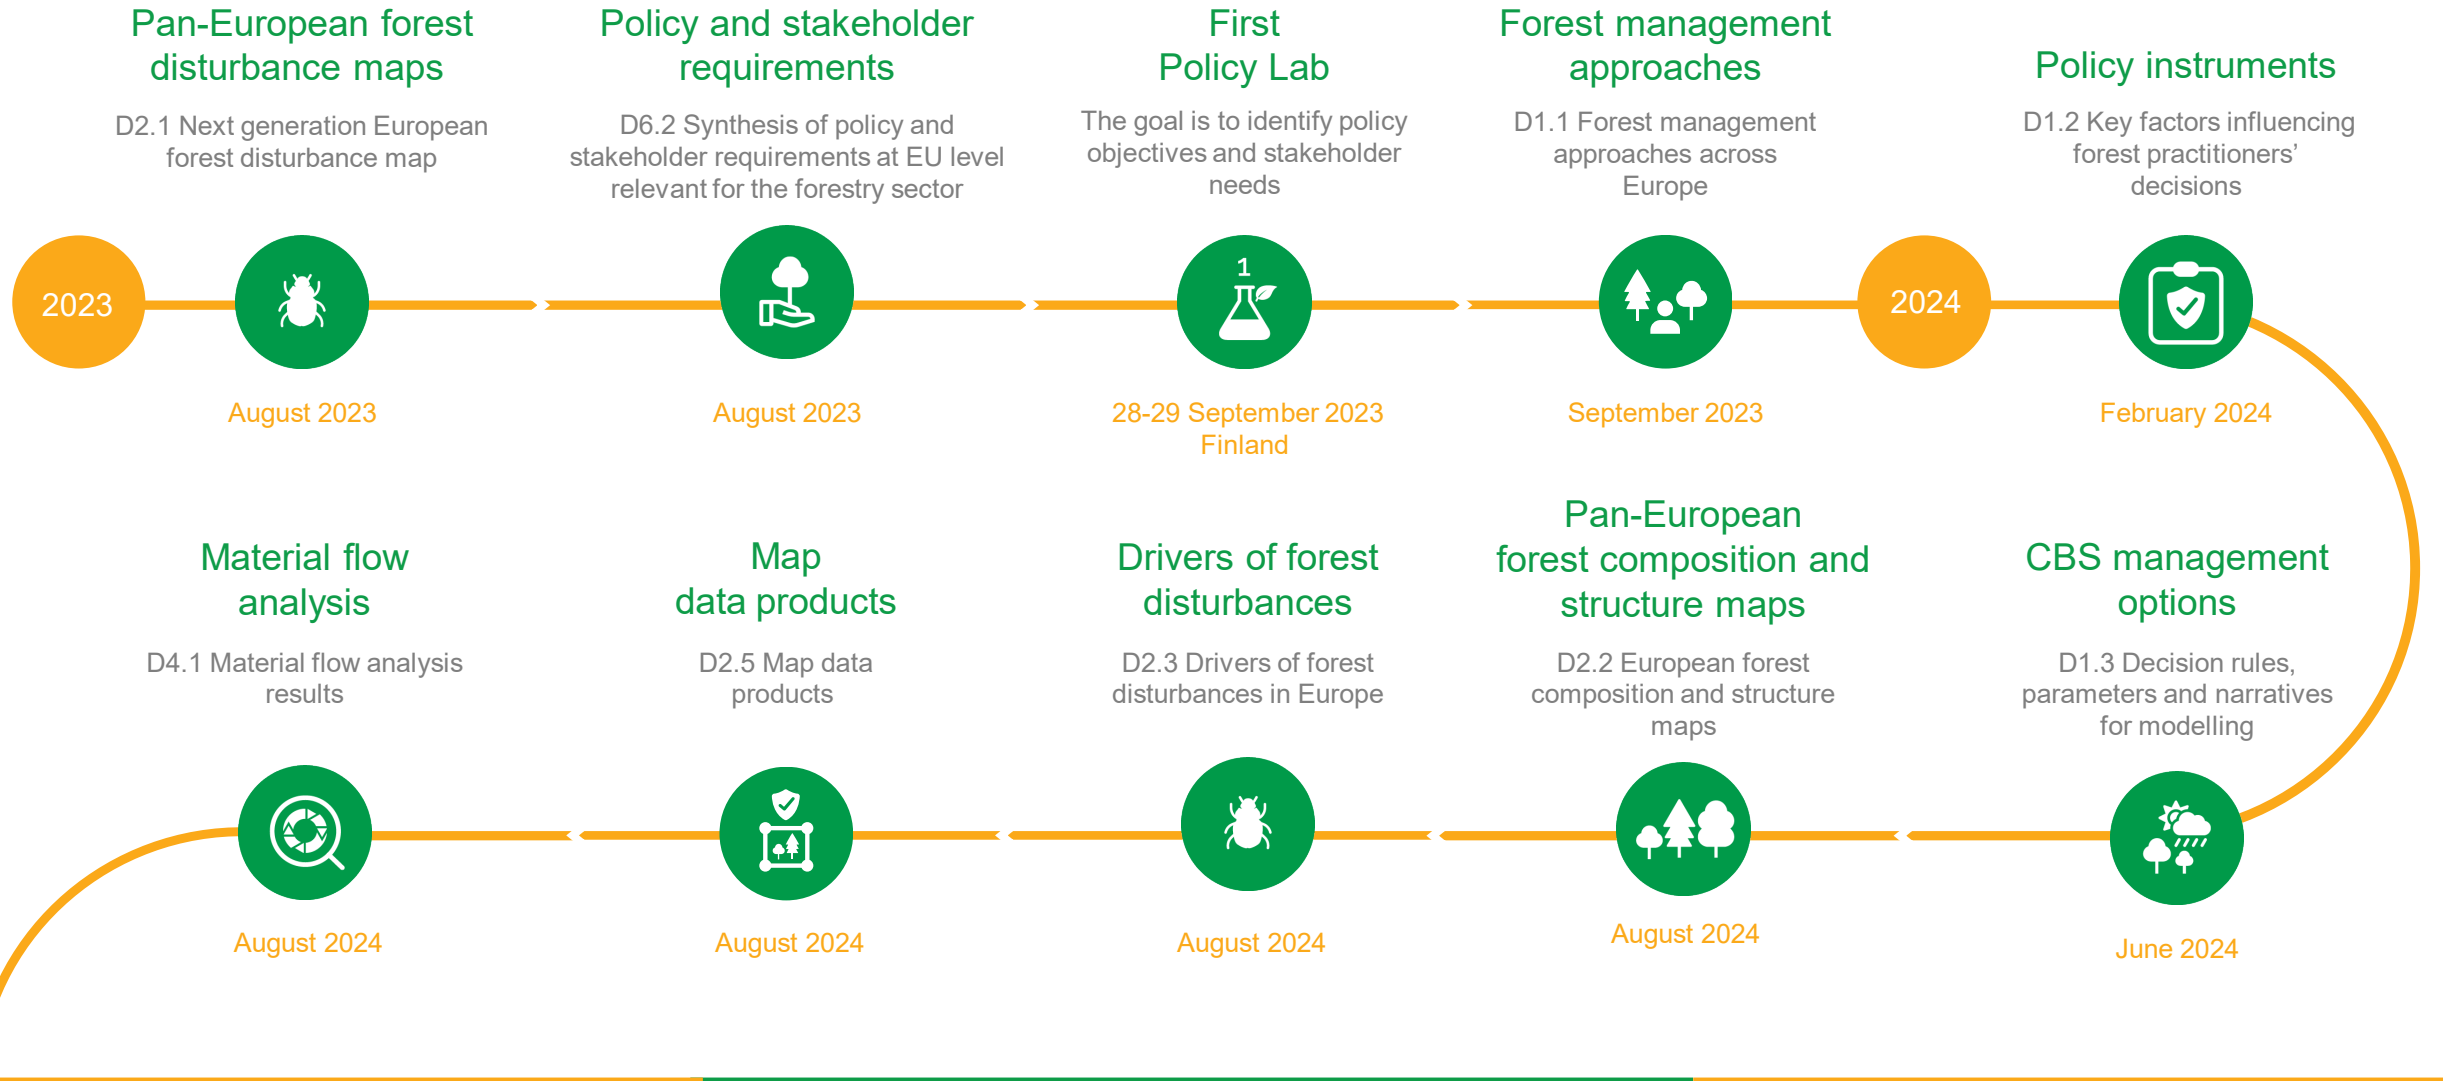 Pan-European forest
disturbance maps
D2.1 Next generation European
forest disturbance map
August 2023
Policy and stakeholder
requirements
D6.2 Synthesis of policy and
stakeholder requirements at EU level
relevant for the forestry sector
August 2023
First
Policy Lab
The goal is to identify policy
objectives and stakeholder
needs
1
28-29 September 2023
Finland
Forest management
approaches
D1.1 Forest management
approaches across
Europe
September 2023
Policy instruments
D1.2 Key factors influencing
forest practitioners’
decisions
February 2024
2023
2024
CBS management
options
D1.3 Decision rules,
parameters and narratives
for modelling
June 2024
Pan-European
forest composition and
structure maps
D2.2 European forest
composition and structure
maps
August 2024
Drivers of forest
disturbances
D2.3 Drivers of forest
disturbances in Europe
August 2024
Map
data products
D2.5 Map data
products
August 2024
Material flow
analysis
D4.1 Material flow analysis
results
August 2024